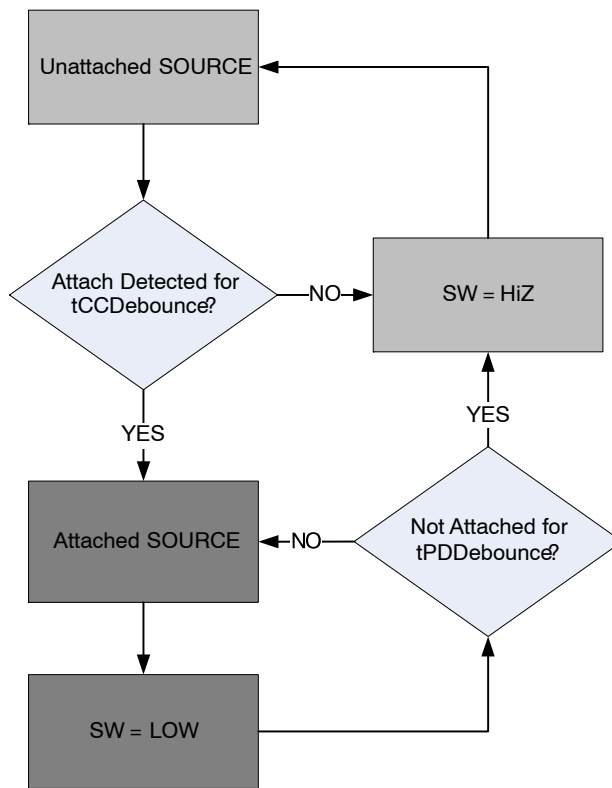 Unattached SOURCE
Attach Detected for
tCCDebounce?
NO
SW = HiZ
YES
YES
Attached SOURCE
NO
Not Attached for
tPDDebounce?
SW = LOW